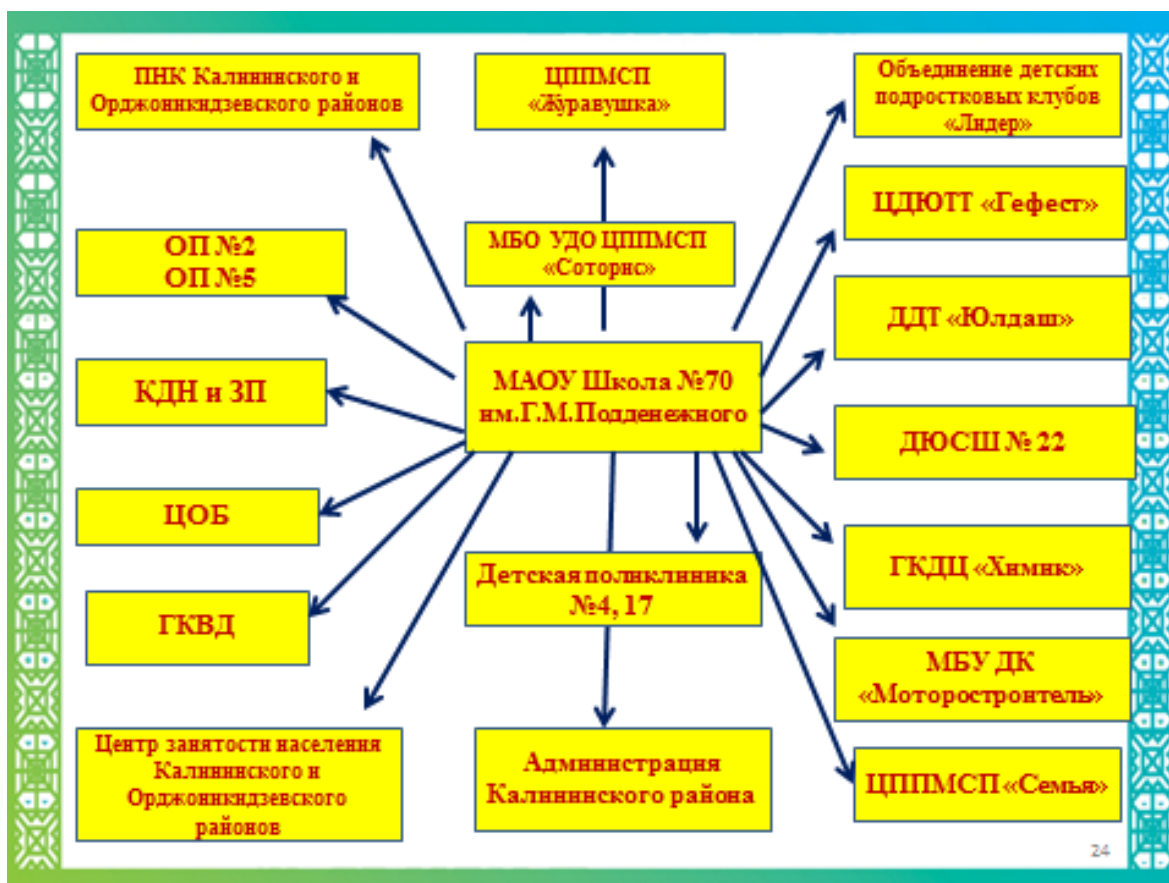 ПНК Калининского и
Орджоникидзевского районов
ЦППМСП
«Журавушка»
Объединение детских
подростковых клубов
«Лидер»
ЦДЮТТ «Гефест»
ОП №2
ОП №5
МБО УДО ЦППМСП
«Соторис»
ДДТ «Юлдаш»
КДН и ЗП
МАОУ Школа №70
им.Г.М.Подденежного
ДЮСШ № 22
ЦОБ
Детская поликлиника
№4, 17
ГКДЦ «Химик»
ГКВД
МБУ ДК
«Моторостроитель»
Центр занятости населения
Калининского и
Орджоникидзевского
районов
Администрация
Калининского района
ЦППМСП «Семья»
24